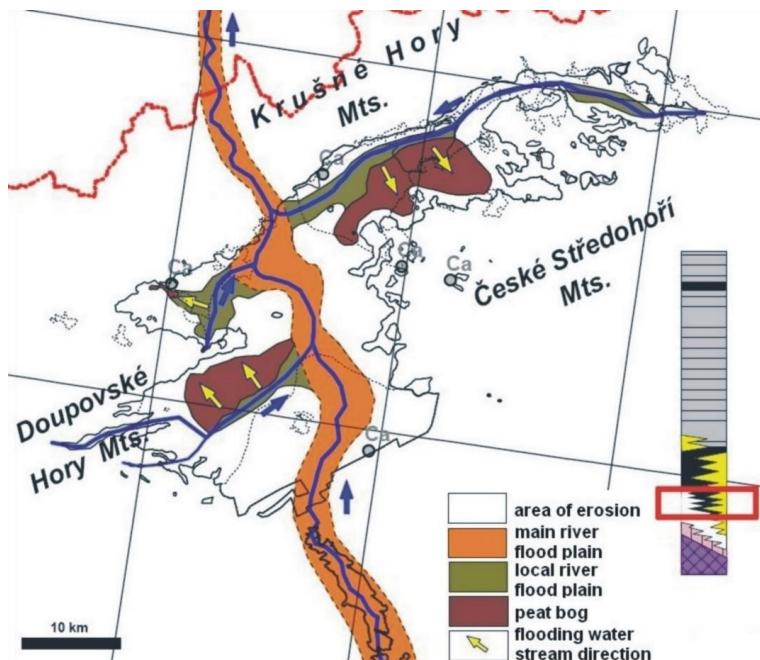 Krušné Hory
Mts.
Ca
Ca
Ca
Ca
České Středohoří
Mts.
Doupovské
Hory Mts.
Ca
area of erosion
main river
flood plain
local river
flood plain
peat bog
flooding water
stream direction
10 km